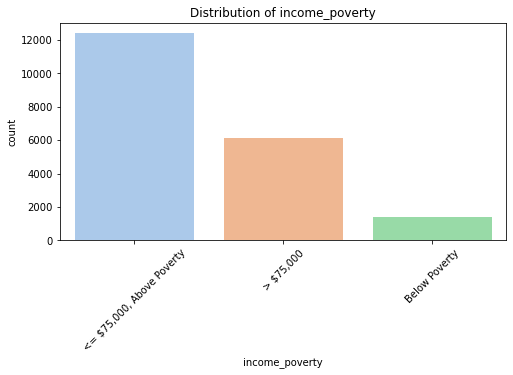 Distribution of income_poverty
12000
10000
8000
6000
4000
2000
0
count
<= $75,000, Above Poverty
> $75,000
Below Poverty
income_poverty